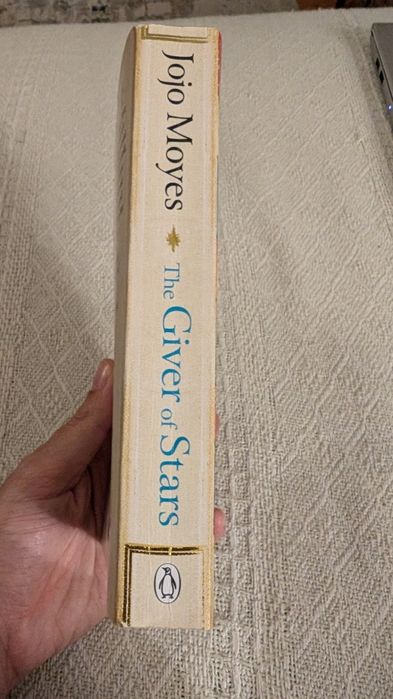 Jojo Moyes
The Giver of Stars